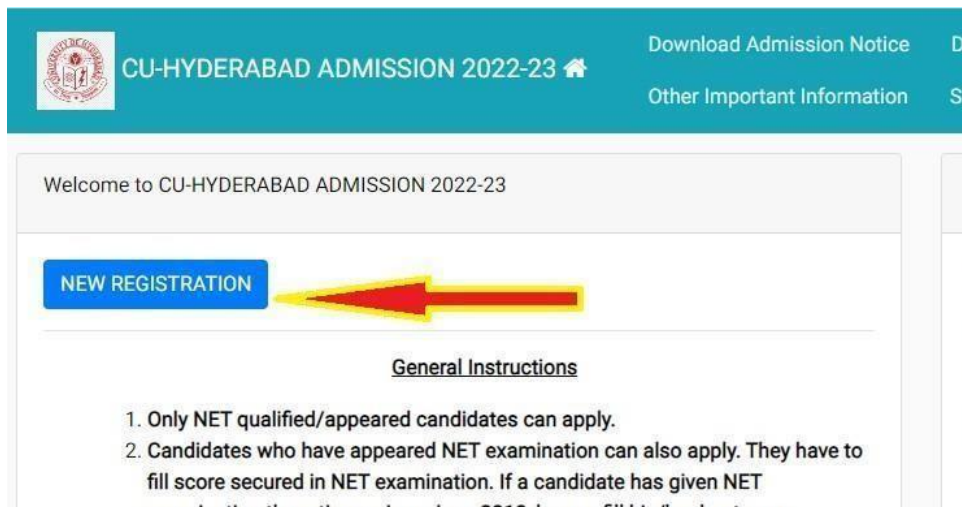 CU-HYDERABAD ADMISSION 2022-23
Download Admission Notice
Other Important Information
Welcome to CU-HYDERABAD ADMISSION 2022-23
NEW REGISTRATION
General Instructions
1. Only NET qualified/appeared candidates can apply.
2. Candidates who have appeared NET examination can also apply. They have to
fill score secured in NET examination. If a candidate has given NET